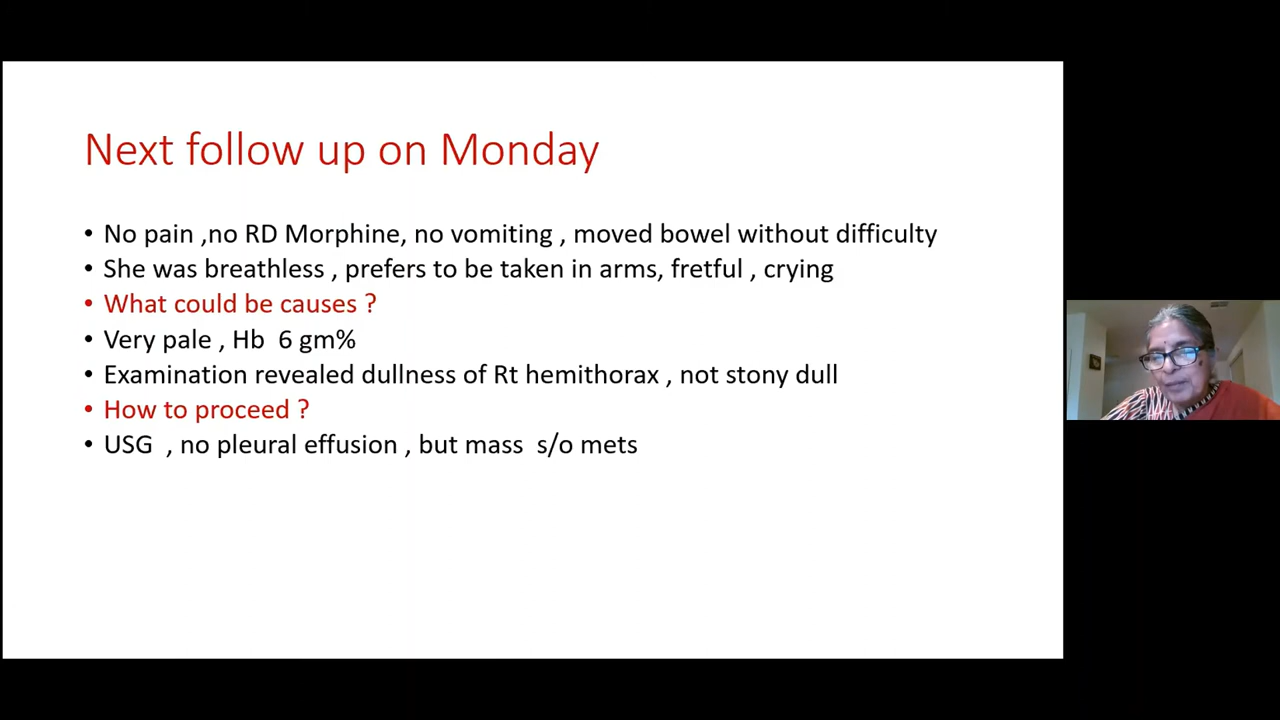 Next follow up on Monday
• No pain ,no RD Morphine, no vomiting , moved bowel without difficulty
• She was breathless , prefers to be taken in arms, fretful , crying
• What could be causes ?
• Very pale , Hb 6 gm%
• Examination revealed dullness of Rt hemithorax , not stony dull
• How to proceed ?
• USG , no pleural effusion , but mass s/o mets